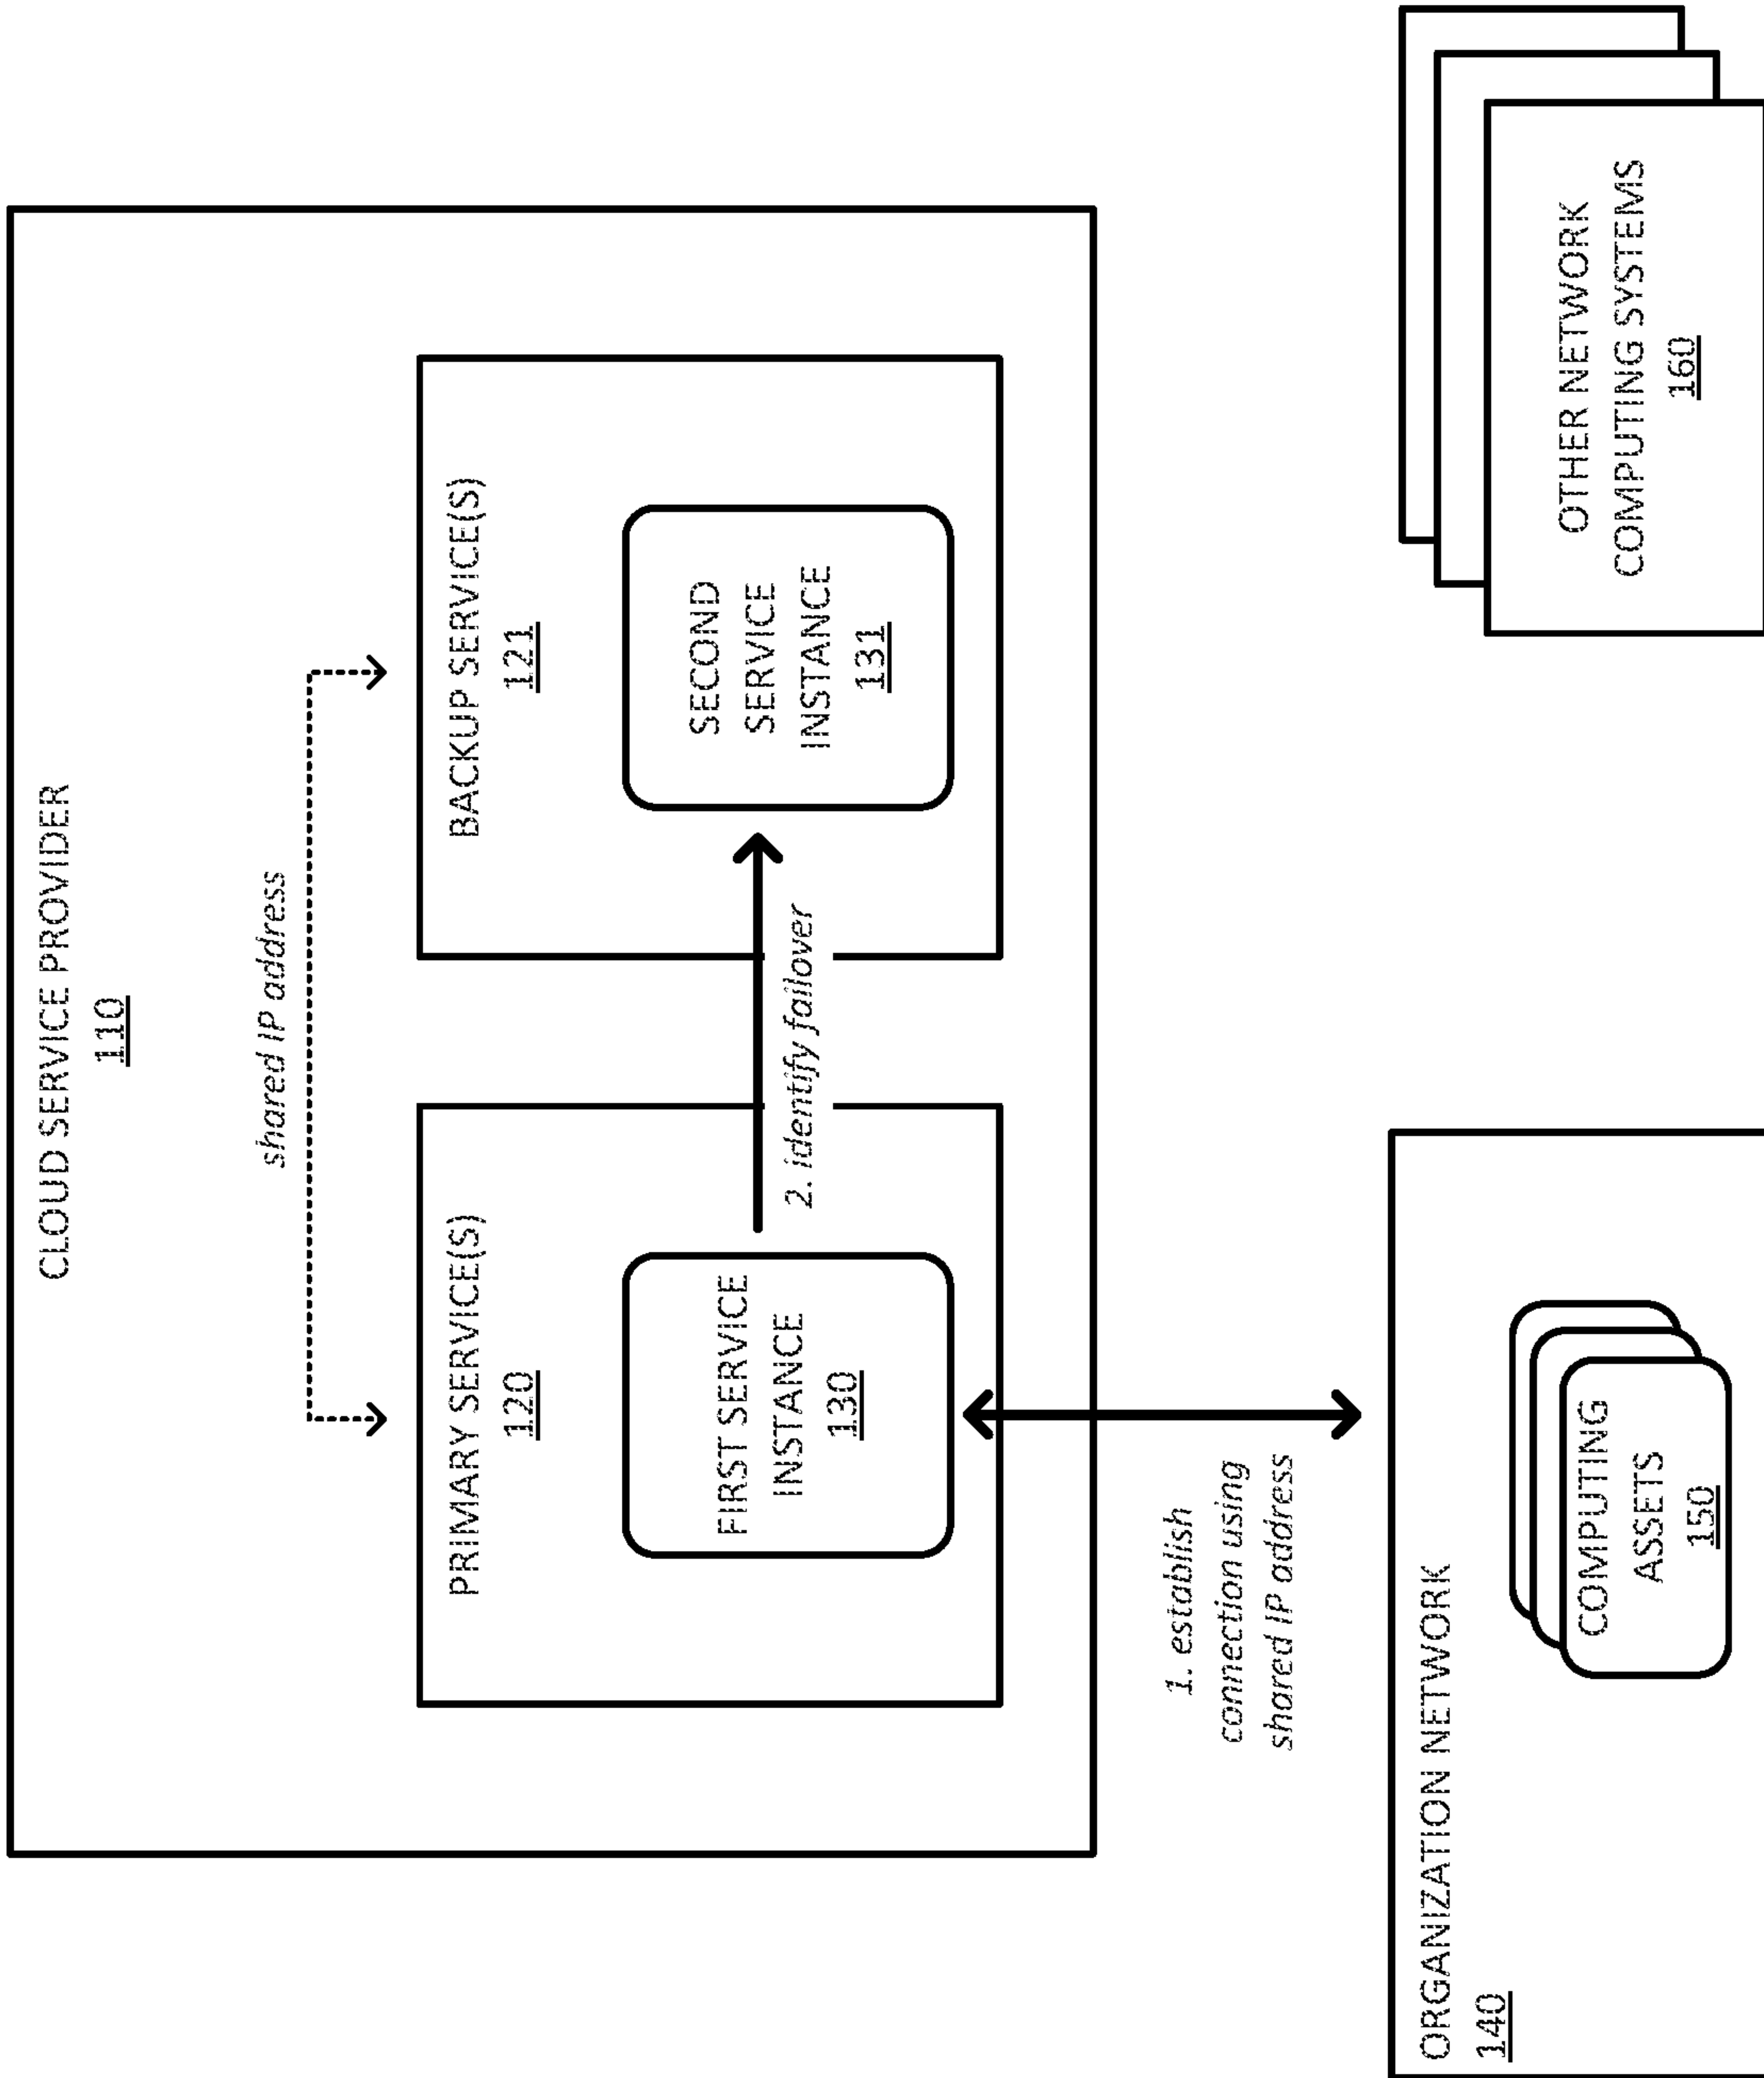 CLOUD SERVICE PROVIDER
110
shared IP address
PRIMARY SERVICE(S)
120
FIRST SERVICE
INSTANCE
130
2. identify failover
BACKUP SERVICE(S)
121
SECOND
SERVICE
INSTANCE
131
1. establish
connection using
shared IP address
ORGANIZATION NETWORK
140
COMPUTING
ASSETS
150
OTHER NETWORK
COMPUTING SYSTEMS
160